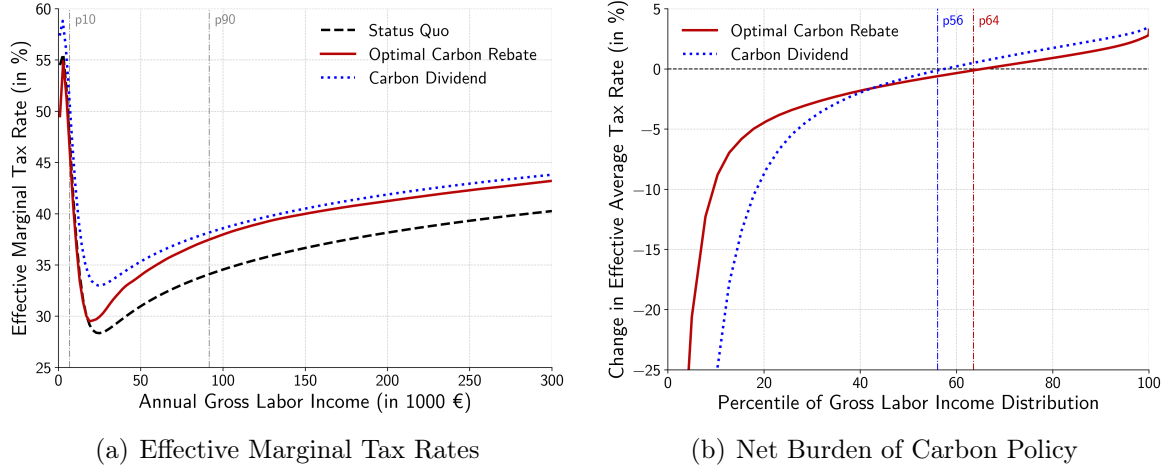 Effective Marginal Tax Rate (in %)
60
55
50
45
40
35
30
25
p10
p90
Status Quo
Optimal Carbon Rebate
Carbon Dividend
0
50
100
150
200
250
300
Annual Gross Labor Income (in 1000 €)
(a) Effective Marginal Tax Rates
Change in Effective Average Tax Rate (in %)
5
0
−5
−10
−15
−20
−25
Optimal Carbon Rebate
Carbon Dividend
p56
p64
0
20
40
60
80
100
Percentile of Gross Labor Income Distribution
(b) Net Burden of Carbon Policy